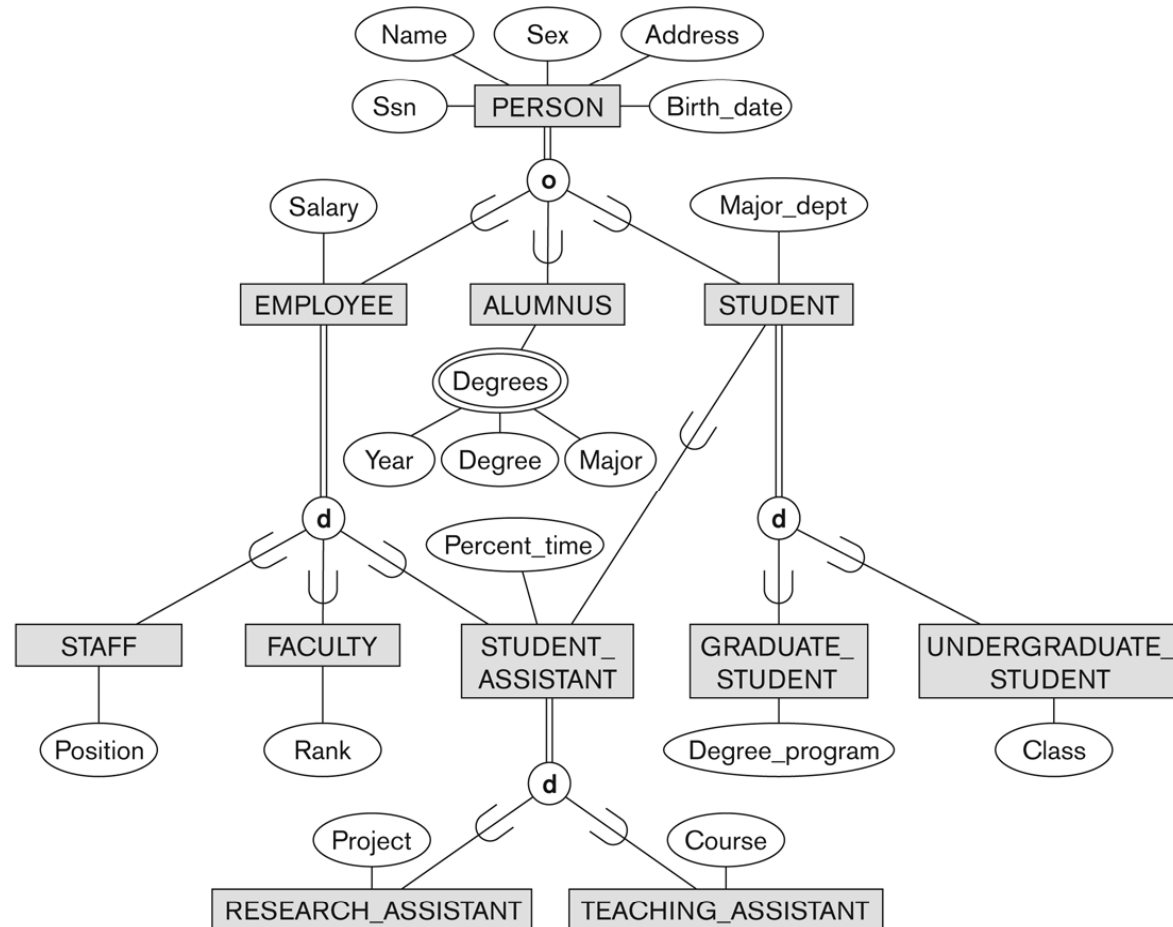 Name
Sex
Address
Ssn
PERSON
Birth_date
o
Salary
Major_dept
EMPLOYEE
ALUMNUS
STUDENT
Degrees
Year
Degree
Major
d
d
Percent_time
STAFF
FACULTY
STUDENT_
ASSISTANT
GRADUATE_
STUDENT
UNDERGRADUATE_
STUDENT
Position
Rank
Degree_program
Class
d
Project
Course
RESEARCH_ASSISTANT
TEACHING_ASSISTANT